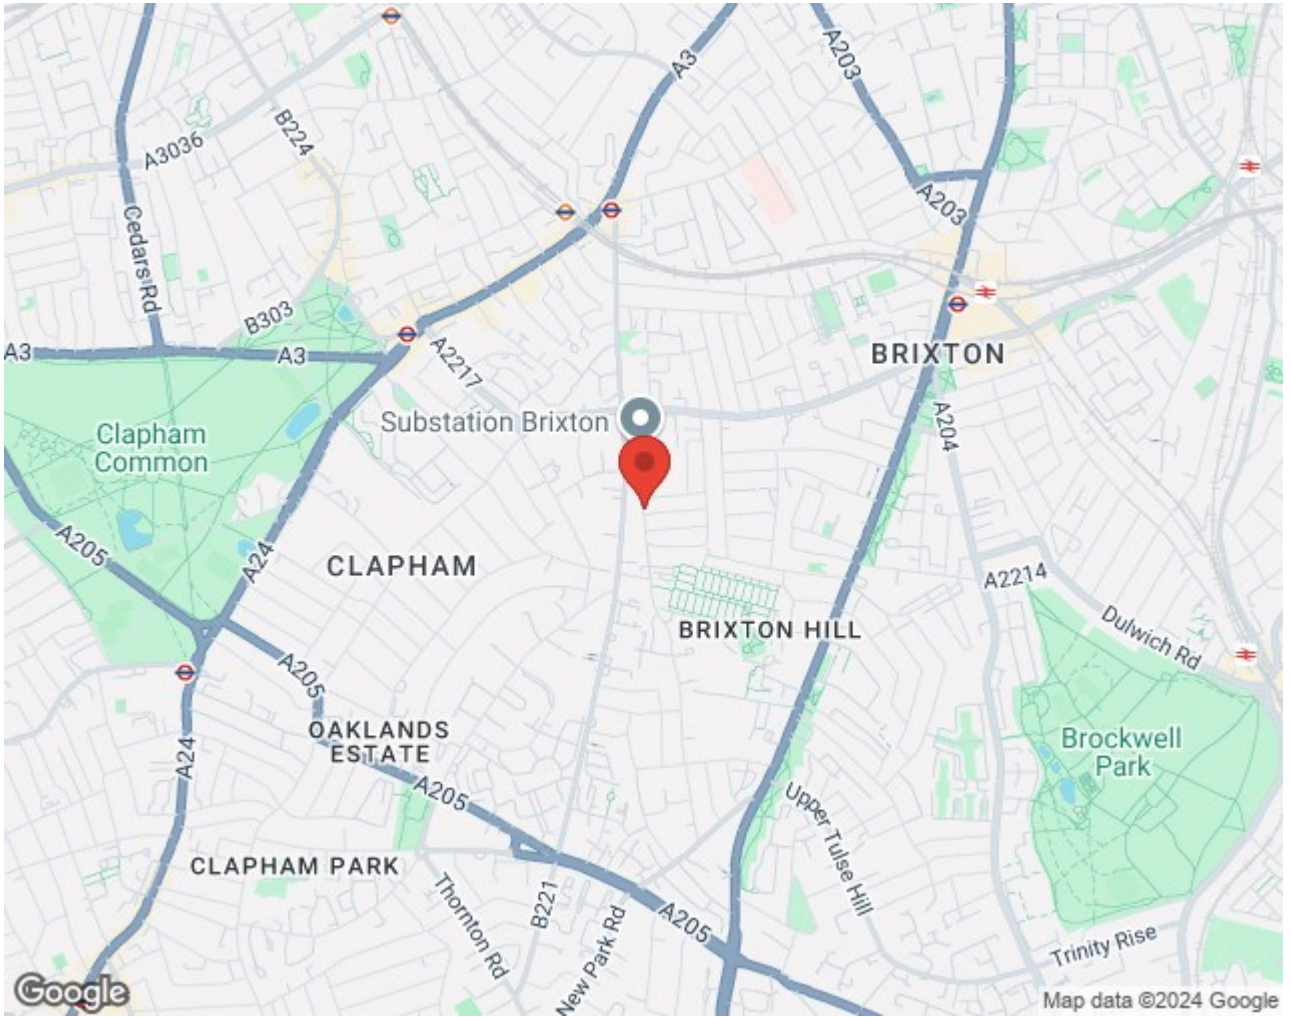 A3
A203
A3036
B224
A203
Cedars Rd
B303
A3
A3
A2217
BRIXTON
Substation Brixton
A204
Clapham
Common
A205
A24
CLAPHAM
A2214
BRIXTON HILL
Dulwich Rd
A205
OAKLANDS
ESTATE
A24
Brockwell
Park
A205
Upper Tulse Hill
CLAPHAM PARK
Thornton Rd
B221
New Park Rd
A205
Trinity Rise
Google
Map data ©2024 Google